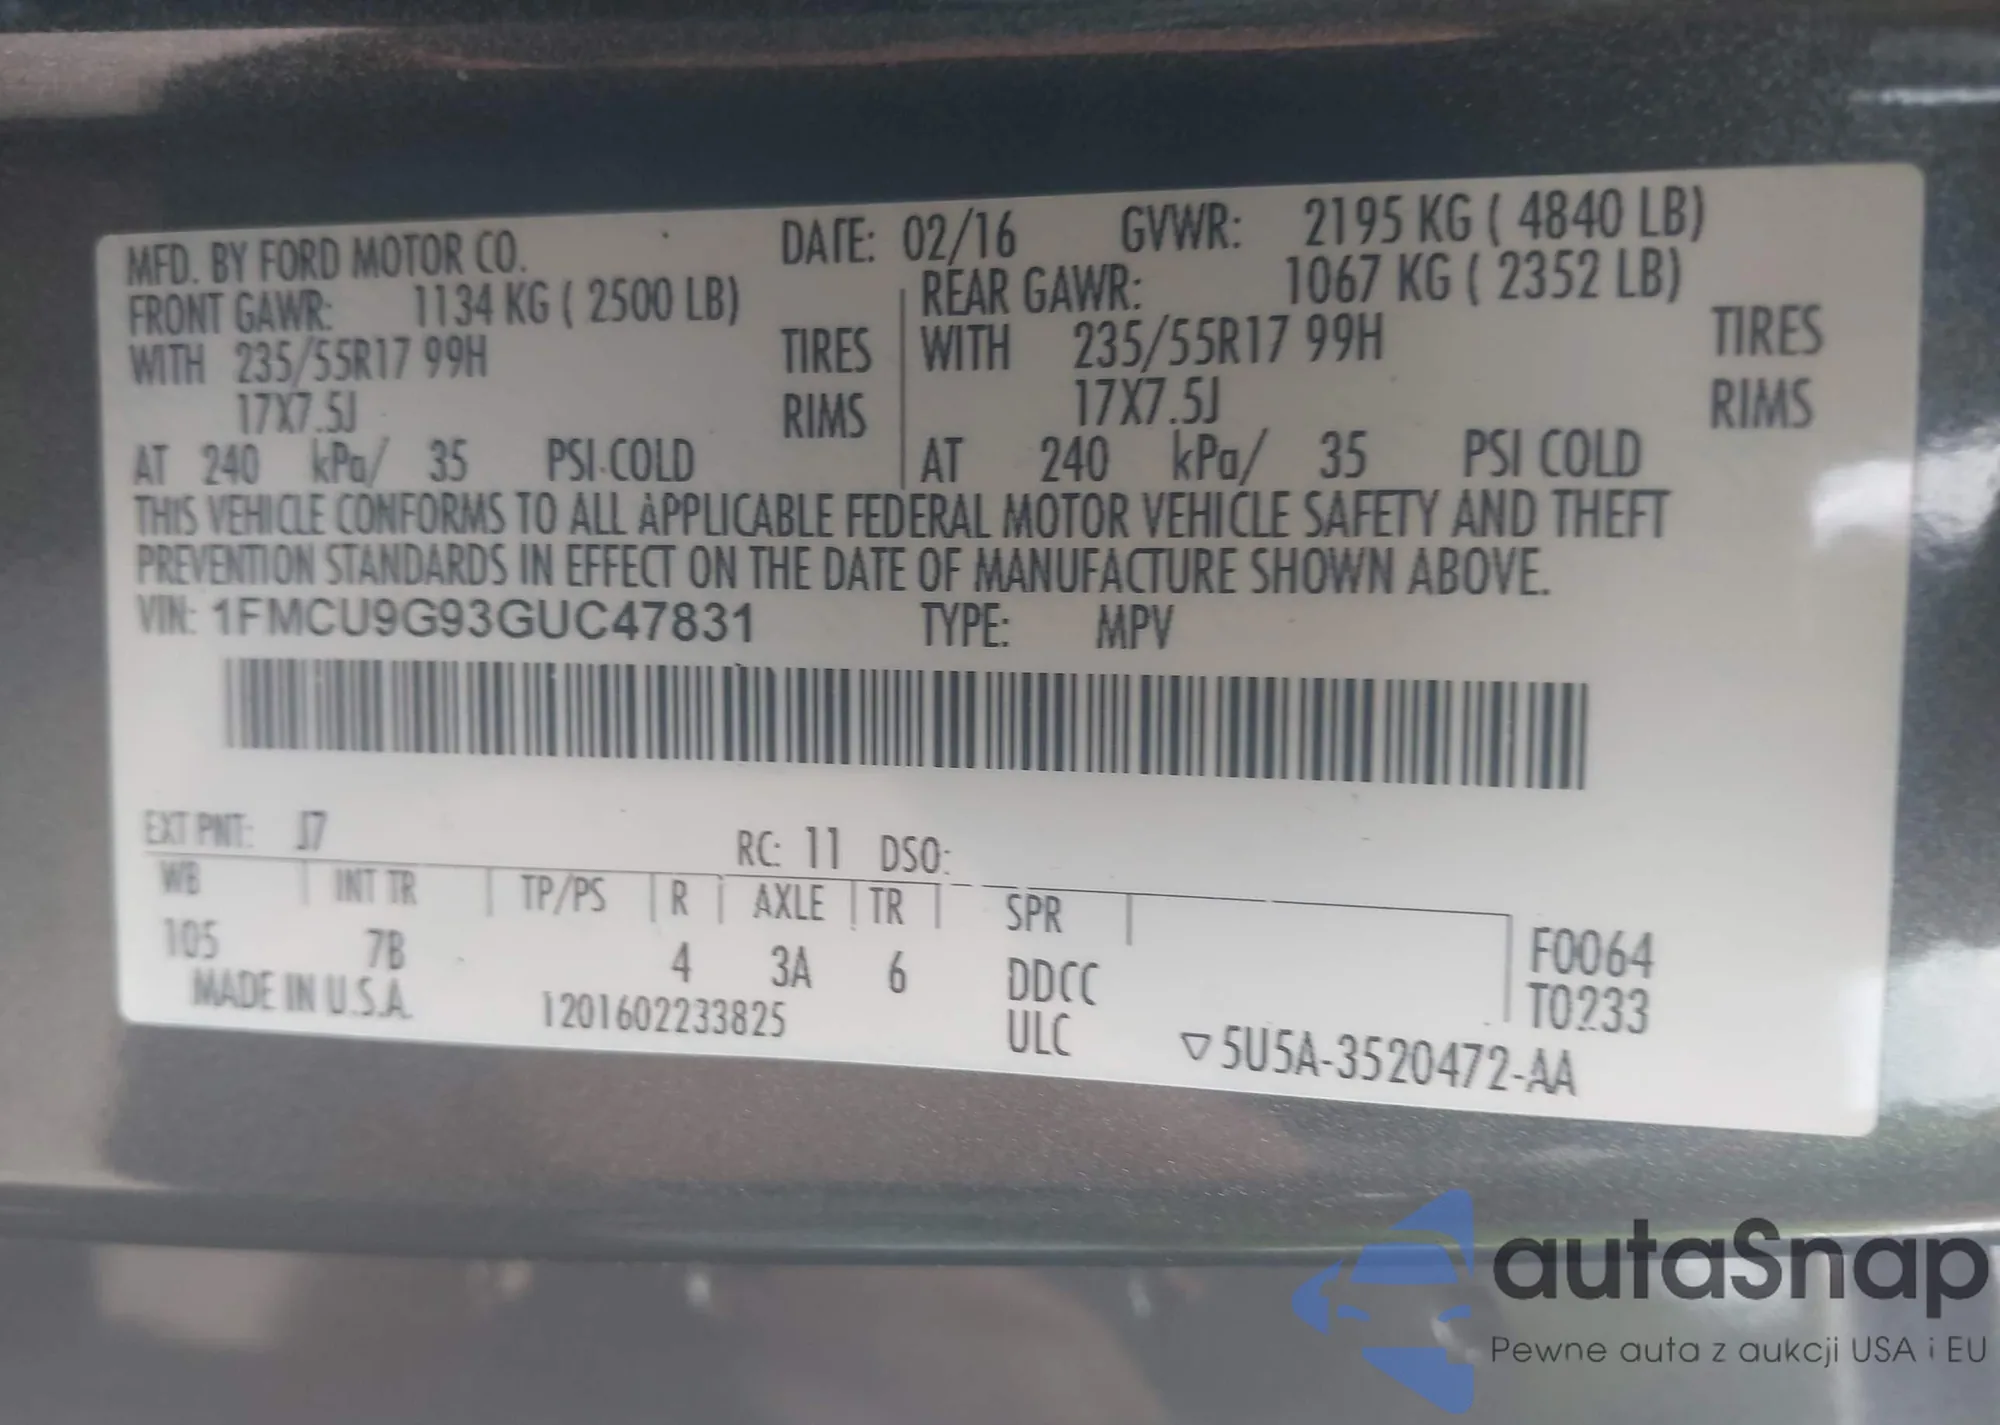 MFD. BY FORD MOTOR CO. DATE: 02/16 GVWR: 2195 KG ( 4840 LB)
FRONT GAWR: 1134 KG ( 2500 LB) REAR GAWR: 1067 KG ( 2352 LB)
WITH 235/55R17 99H TIRES WITH 235/55R17 99H TIRES
17X7.5J RIMS 17X7.5J RIMS
AT 240 kPa/ 35 PSI COLD AT 240 kPa/ 35 PSI COLD
THIS VEHICLE CONFORMS TO ALL APPLICABLE FEDERAL MOTOR VEHICLE SAFETY AND THEFT
PREVENTION STANDARDS IN EFFECT ON THE DATE OF MANUFACTURE SHOWN ABOVE.
VIN: 1FMCU9G93GUC47831 TYPE: MPV
EXT PNT: J7 RC: 11 DSO:
WB INT TR TP/PS R AXLE TR SPR
105 7B 4 3A 6 DDCC F0064
MADE IN U.S.A. 1201602233825 ULC T0233
▽5U5A-3520472-AA
autaSnap
Pewne auta z aukcji USA i EU